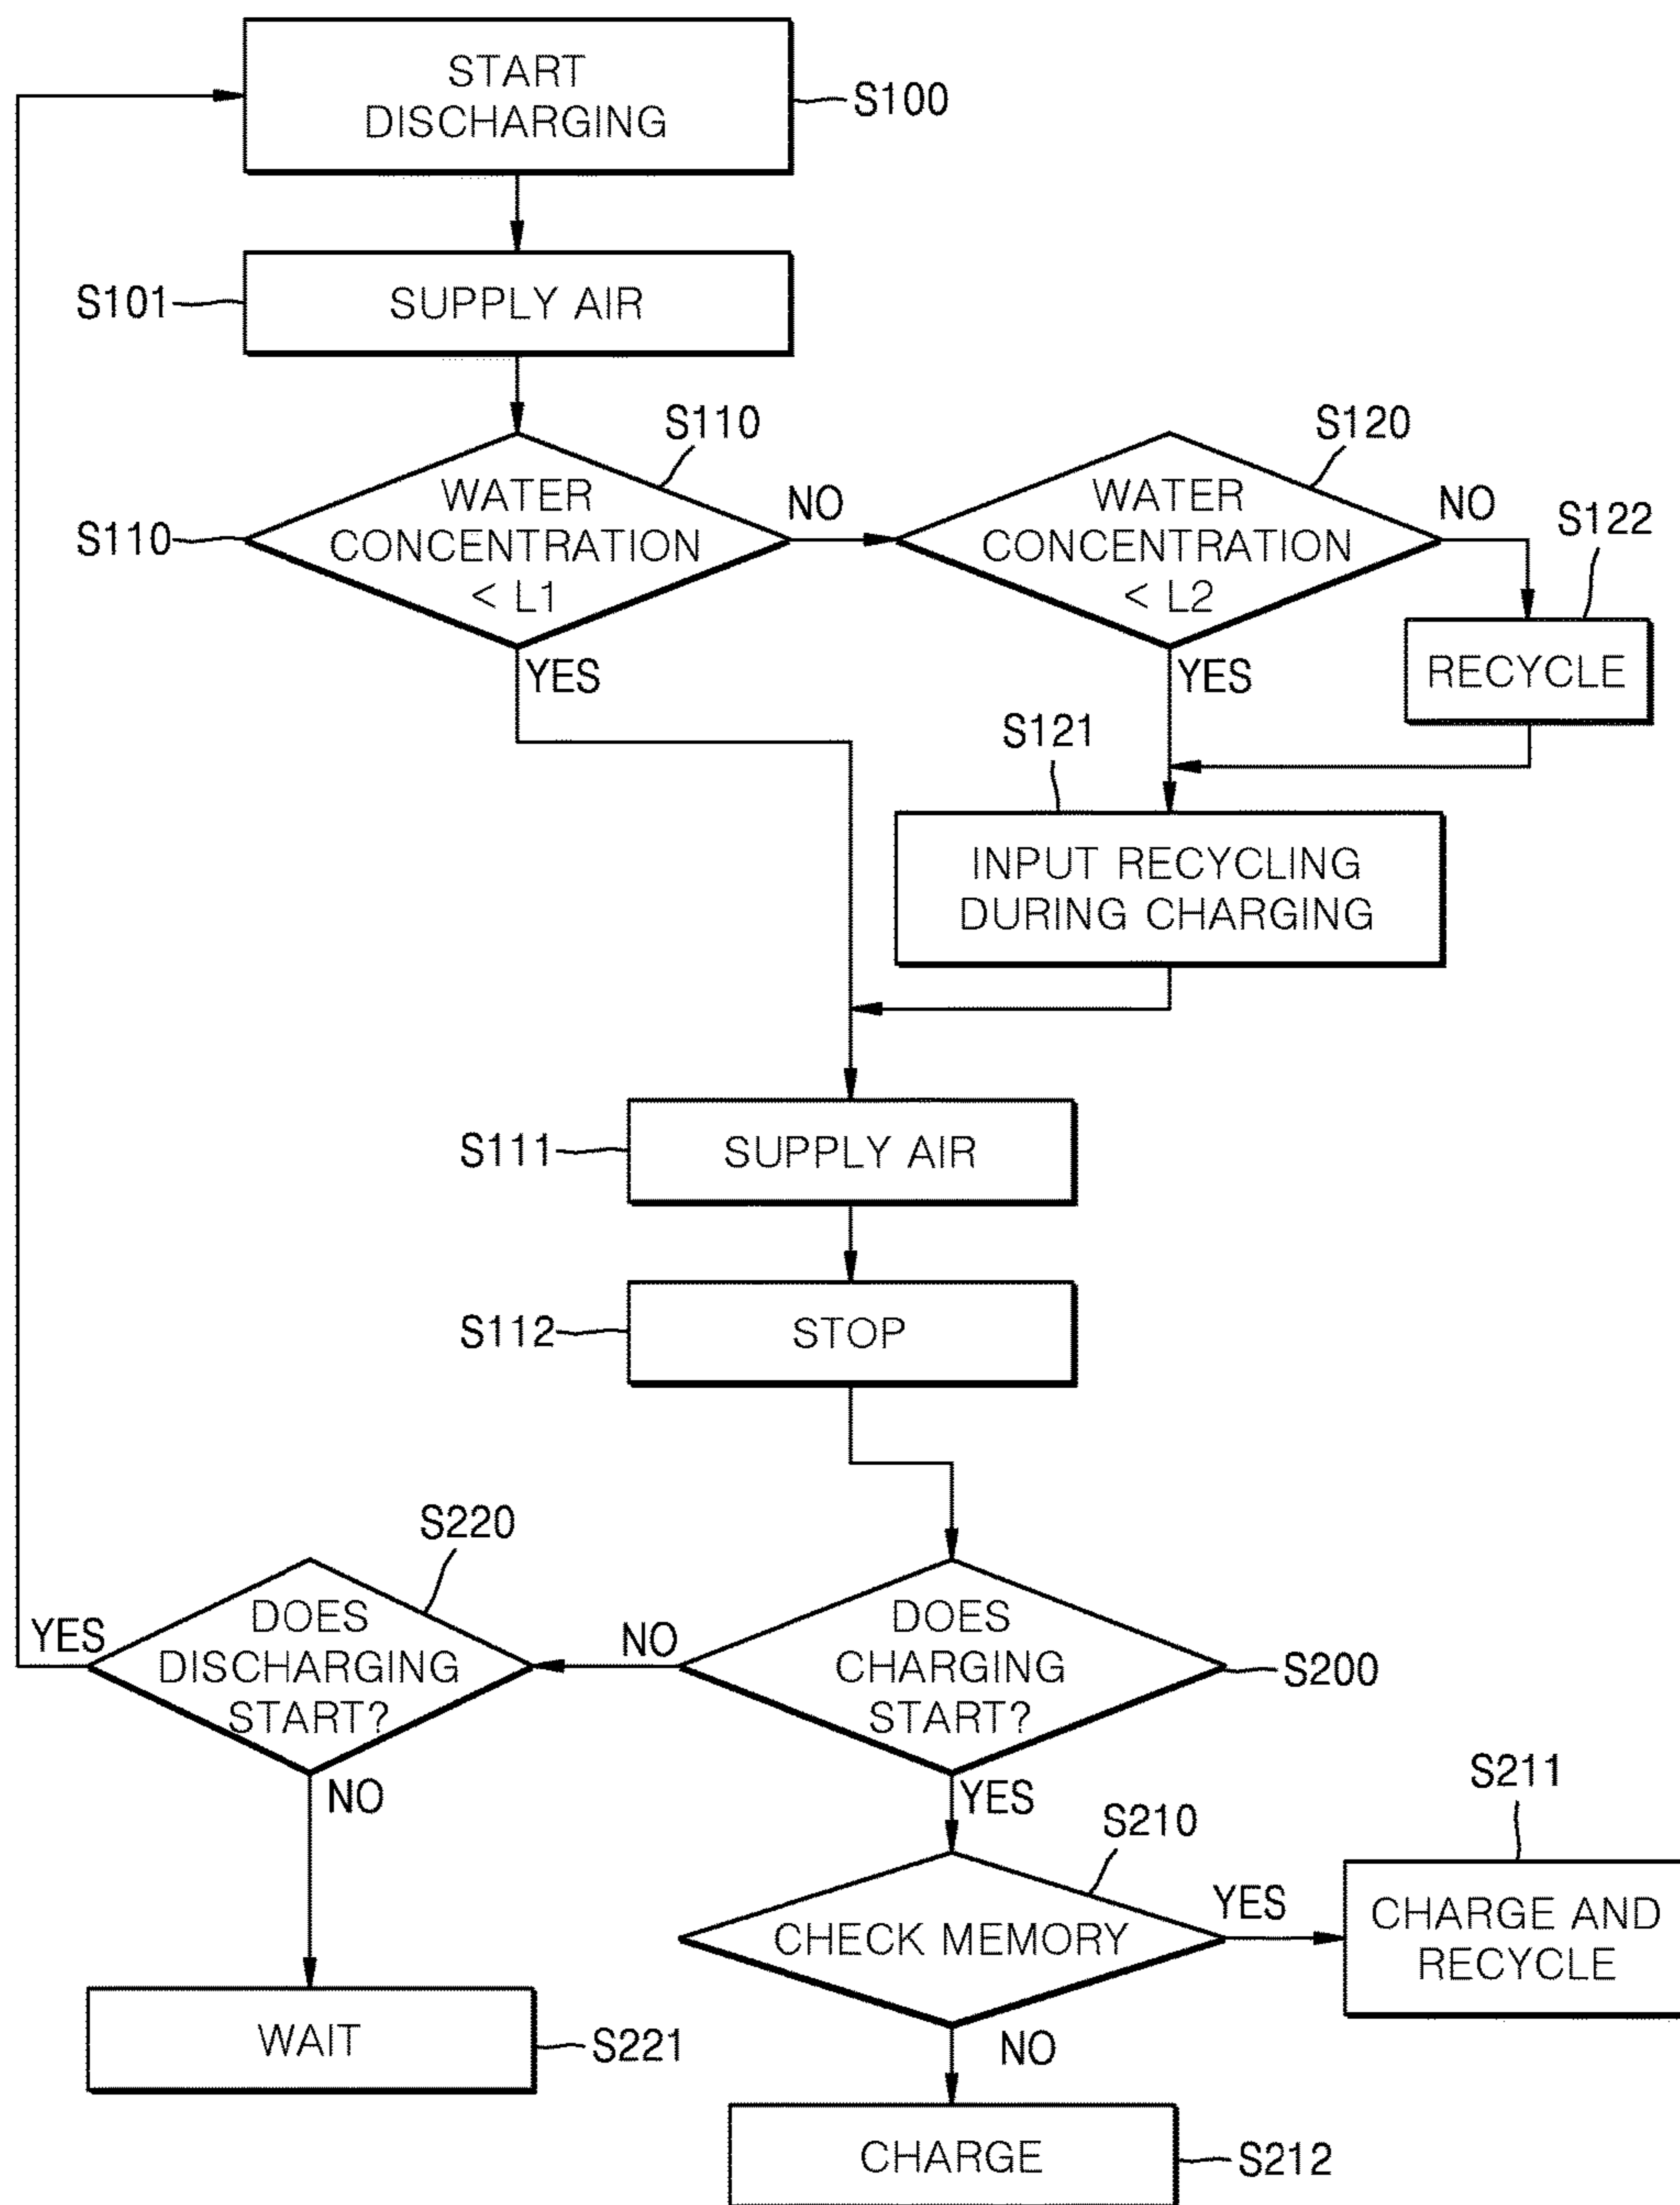 START
DISCHARGING
S100
S101
SUPPLY AIR
S110
S110
WATER
CONCENTRATION
< L1
NO
YES
S120
WATER
CONCENTRATION
< L2
NO
YES
S122
RECYCLE
S121
INPUT RECYCLING
DURING CHARGING
S111
SUPPLY AIR
S112
STOP
S220
YES
DOES
DISCHARGING
START?
NO
NO
DOES
CHARGING
START?
S200
YES
S210
CHECK MEMORY
YES
S211
CHARGE AND
RECYCLE
NO
WAIT
S221
CHARGE
S212